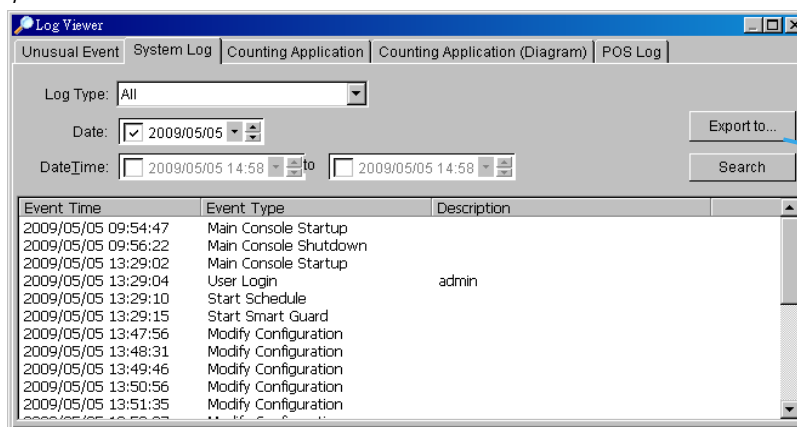 Log Viewer
Unusual Event System Log Counting Application Counting Application (Diagram) POS Log
Log Type: All
Date: 2009/05/05
Export to...
DateTime: 2009/05/05 14:58 to 2009/05/05 14:58
Search
Event Time Event Type Description
2009/05/05 09:54:47 Main Console Startup
2009/05/05 09:56:22 Main Console Shutdown
2009/05/05 13:29:02 Main Console Startup
2009/05/05 13:29:04 User Login admin
2009/05/05 13:29:10 Start Schedule
2009/05/05 13:29:15 Start Smart Guard
2009/05/05 13:47:56 Modify Configuration
2009/05/05 13:48:31 Modify Configuration
2009/05/05 13:49:46 Modify Configuration
2009/05/05 13:50:56 Modify Configuration
2009/05/05 13:51:35 Modify Configuration